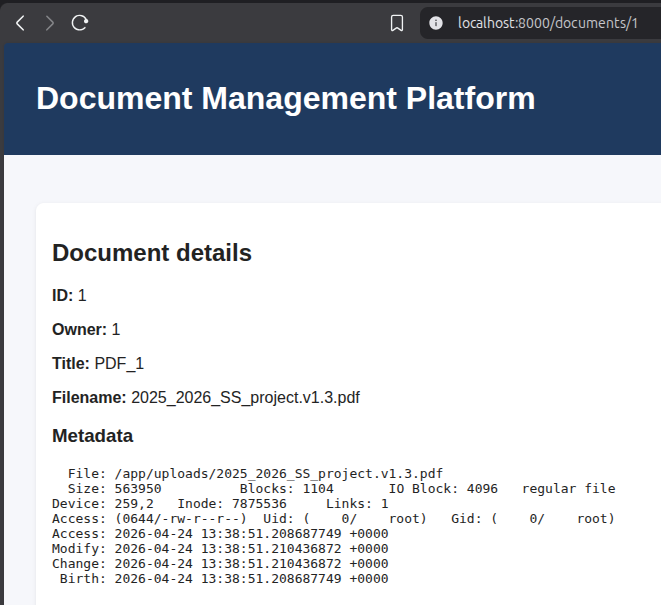 localhost:8000/documents/1
Document Management Platform
Document details
ID: 1
Owner: 1
Title: PDF_1
Filename: 2025_2026_SS_project.v1.3.pdf
Metadata
  File: /app/uploads/2025_2026_SS_project.v1.3.pdf
  Size: 563950          Blocks: 1104       IO Block: 4096   regular file
Device: 259,2   Inode: 7875536     Links: 1
Access: (0644/-rw-r--r--)  Uid: (    0/    root)   Gid: (    0/    root)
Access: 2026-04-24 13:38:51.208687749 +0000
Modify: 2026-04-24 13:38:51.210436872 +0000
Change: 2026-04-24 13:38:51.210436872 +0000
 Birth: 2026-04-24 13:38:51.208687749 +0000